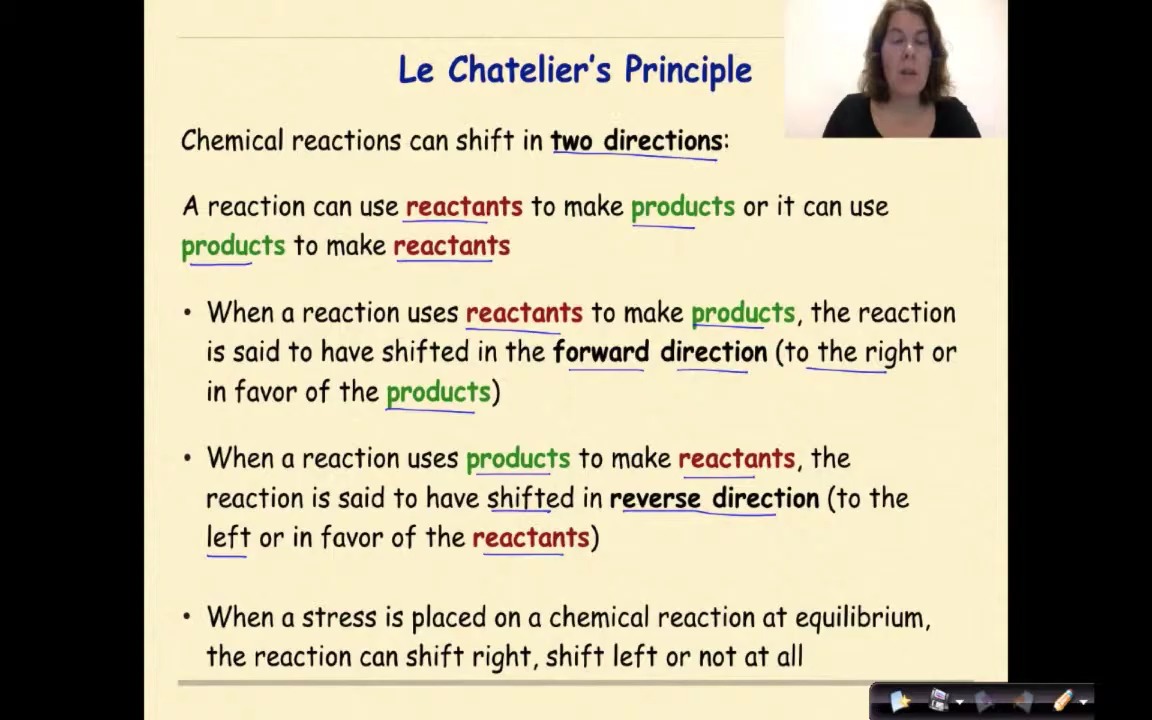 Le Chatelier's Principle
Chemical reactions can shift in two directions:
A reaction can use reactants to make products or it can use
products to make reactants
• When a reaction uses reactants to make products, the reaction
is said to have shifted in the forward direction (to the right or
in favor of the products)
• When a reaction uses products to make reactants, the
reaction is said to have shifted in reverse direction (to the
left or in favor of the reactants)
• When a stress is placed on a chemical reaction at equilibrium,
the reaction can shift right, shift left or not at all